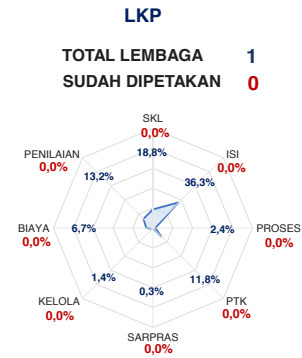 LKP
TOTAL LEMBAGA 1
SUDAH DIPETAKAN 0
SKL
0,0%
18,8%
PENILAIAN
0,0%
13,2%
ISI
0,0%
36,3%
BIAYA
0,0%
6,7%
2,4%
PROSES
0,0%
1,4%
11,8%
KELOLA
0,0%
0,3%
PTK
0,0%
SARPRAS
0,0%